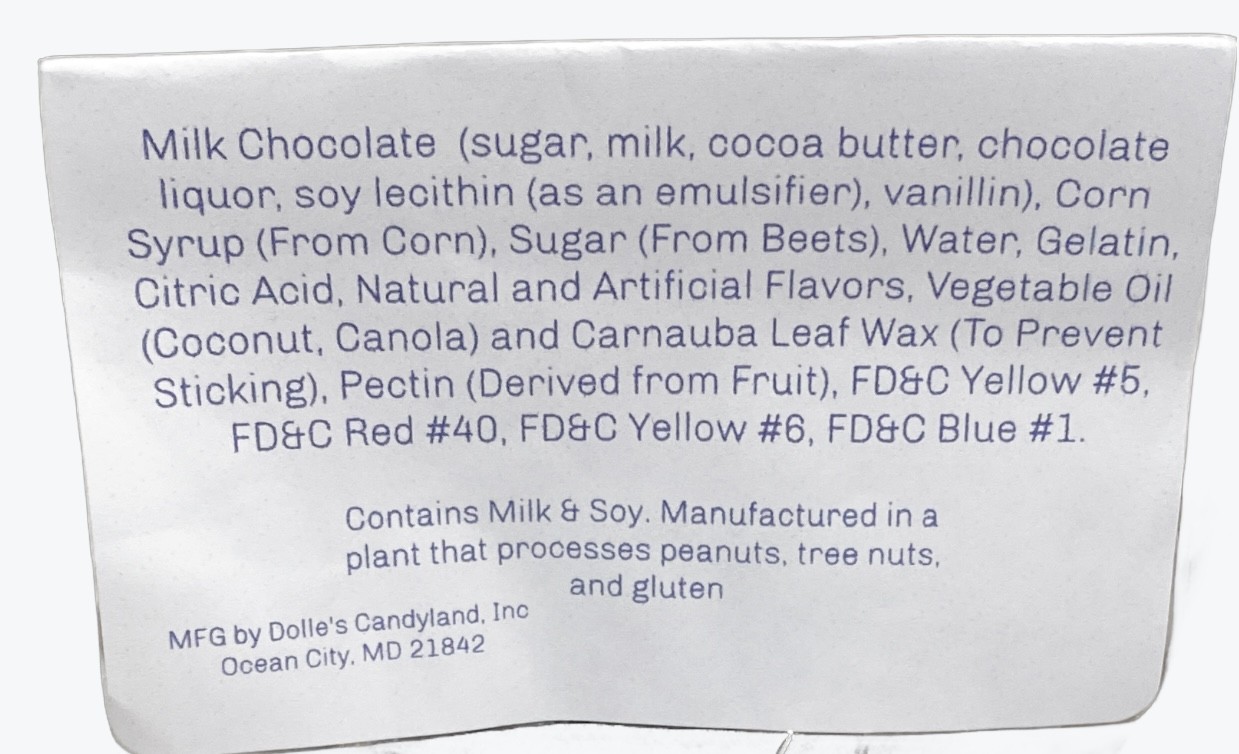 Milk Chocolate (sugar, milk, cocoa butter, chocolate
liquor, soy lecithin (as an emulsifier), vanillin), Corn
Syrup (From Corn), Sugar (From Beets), Water, Gelatin,
Citric Acid, Natural and Artificial Flavors, Vegetable Oil
(Coconut, Canola) and Carnauba Leaf Wax (To Prevent
Sticking), Pectin (Derived from Fruit), FD&C Yellow #5,
FD&C Red #40, FD&C Yellow #6, FD&C Blue #1.
Contains Milk & Soy. Manufactured in a
plant that processes peanuts, tree nuts,
and gluten
MFG by Dolle's Candyland, Inc
Ocean City, MD 21842